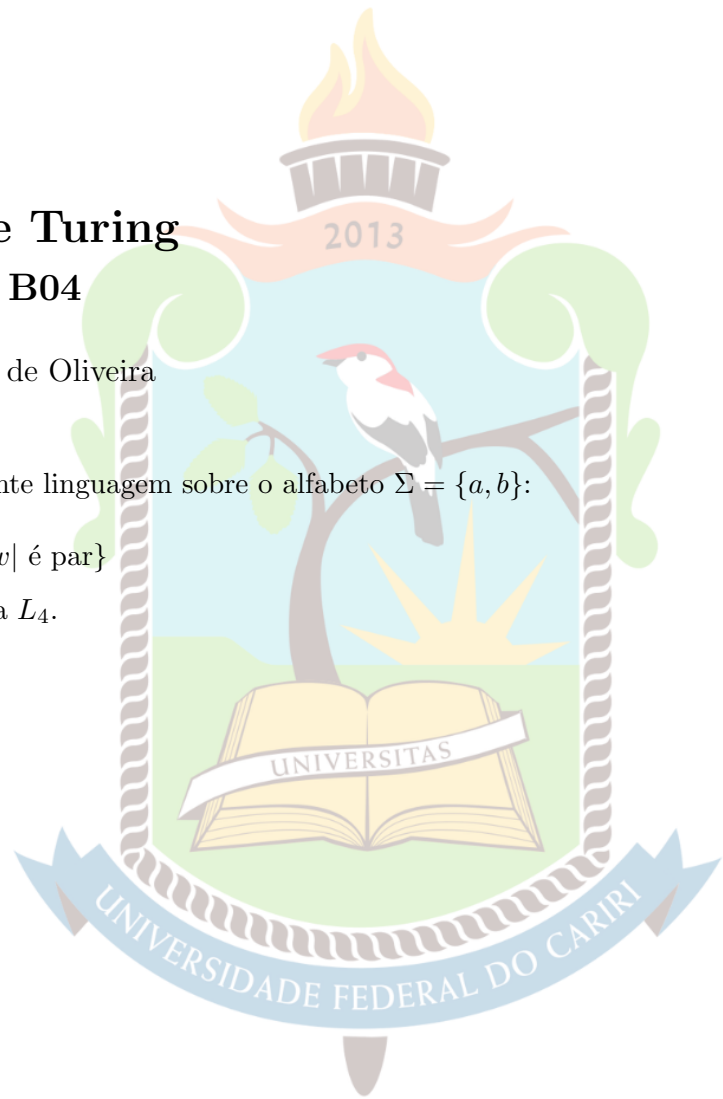 2013
e Turing
B04
de Oliveira
nte linguagem sobre o alfabeto Σ = {a, b}:
w| é par}
a L₄.
UNIVERSITAS
UNIVERSIDADE FEDERAL DO CARIRI